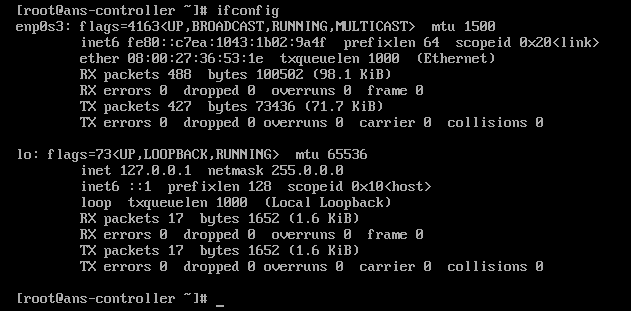 [root@ans-controller ~]# ifconfig
enp0s3: flags=4163<UP,BROADCAST,RUNNING,MULTICAST>  mtu 1500
        inet6 fe80::c7ea:1043:1b02:9a4f  prefixlen 64  scopeid 0x20<link>
        ether 08:00:27:36:53:1e  txqueuelen 1000  (Ethernet)
        RX packets 488  bytes 100502 (98.1 KiB)
        RX errors 0  dropped 0  overruns 0  frame 0
        TX packets 427  bytes 73436 (71.7 KiB)
        TX errors 0  dropped 0 overruns 0  carrier 0  collisions 0

lo: flags=73<UP,LOOPBACK,RUNNING>  mtu 65536
        inet 127.0.0.1  netmask 255.0.0.0
        inet6 ::1  prefixlen 128  scopeid 0x10<host>
        loop  txqueuelen 1000  (Local Loopback)
        RX packets 17  bytes 1652 (1.6 KiB)
        RX errors 0  dropped 0  overruns 0  frame 0
        TX packets 17  bytes 1652 (1.6 KiB)
        TX errors 0  dropped 0 overruns 0  carrier 0  collisions 0

[root@ans-controller ~]# _